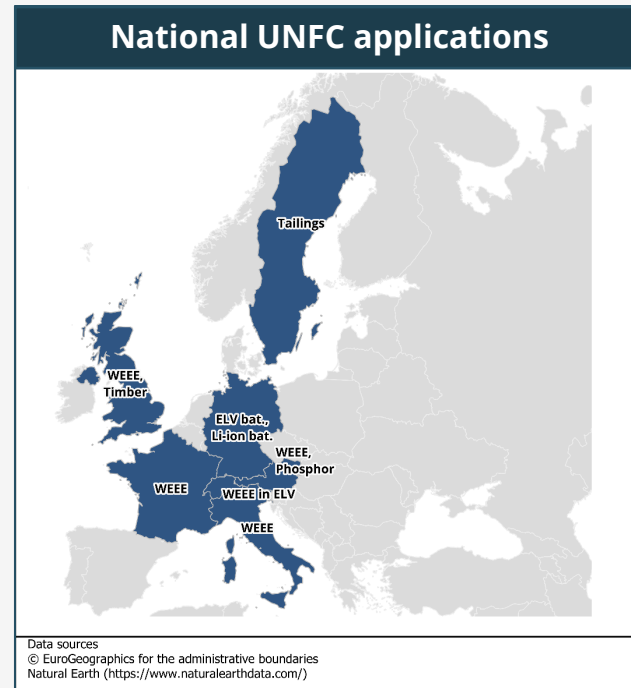 National UNFC applications
Tailings
WEEE,
Timber
ELV bat.,
Li-ion bat.
WEEE,
Phosphor
WEEE
WEEE in ELV
WEEE
Data sources
© EuroGeographics for the administrative boundaries
Natural Earth (https://www.naturalearthdata.com/)